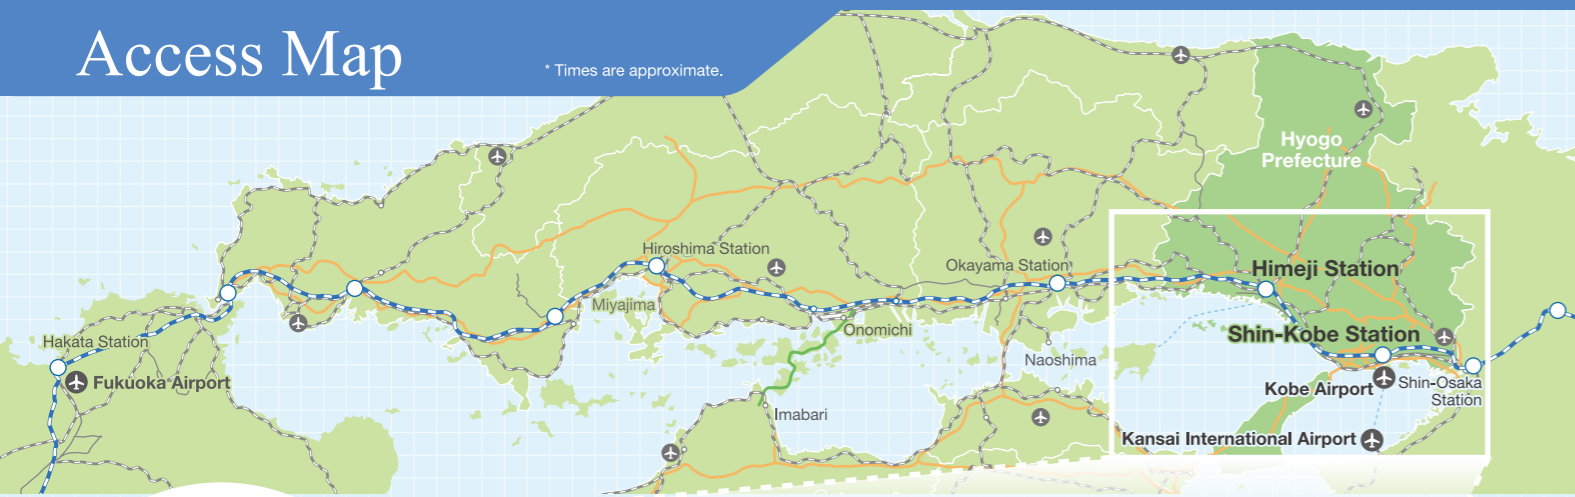 Access Map
* Times are approximate.
Hyogo
Prefecture
Hiroshima Station
Okayama Station
Himeji Station
Miyajima
Onomichi
Shin-Kobe Station
Hakata Station
Naoshima
Fukuoka Airport
Kobe Airport
Shin-Osaka
Station
Imabari
Kansai International Airport